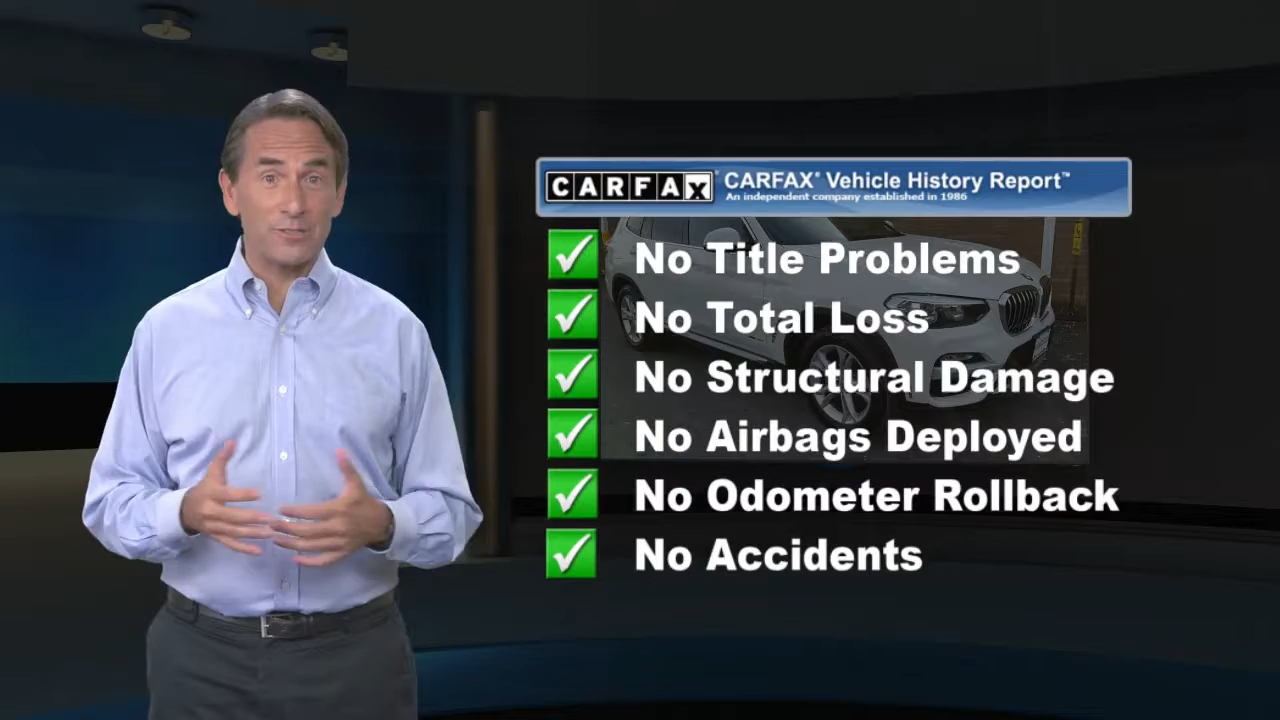 CARFAX® CARFAX® Vehicle History Report™
An independent company established in 1986
No Title Problems
No Total Loss
No Structural Damage
No Airbags Deployed
No Odometer Rollback
No Accidents